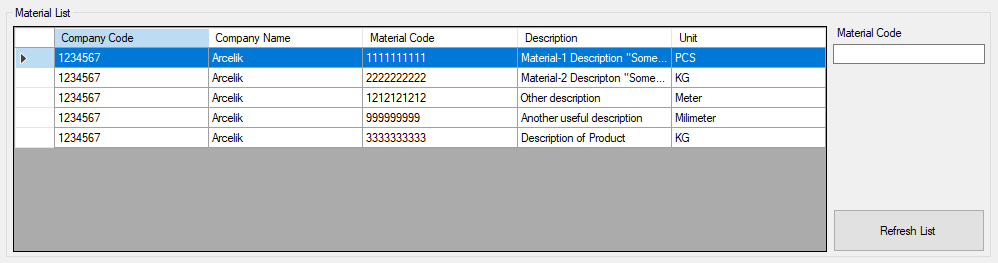 Material List
Company Code Company Name Material Code Description Unit
1234567 Arcelik 1111111111 Material-1 Description "Some... PCS
1234567 Arcelik 2222222222 Material-2 Descripton "Some... KG
1234567 Arcelik 1212121212 Other description Meter
1234567 Arcelik 999999999 Another useful description Milimeter
1234567 Arcelik 3333333333 Description of Product KG
Material Code
Refresh List